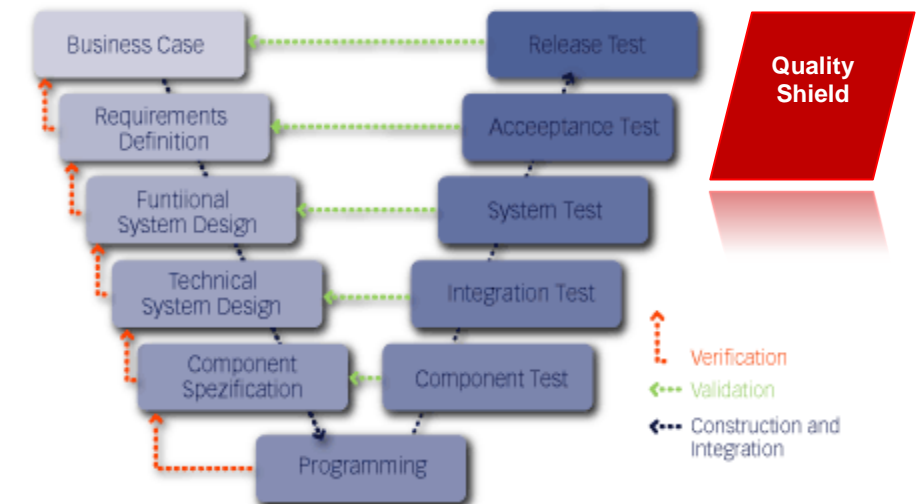 Business Case
Release Test
Quality
Shield
Requirements
Definition
Acceeptance Test
Funtiional
System Design
System Test
Technical
System Design
Integration Test
Component
Spezification
Component Test
Programming
Verification
Validation
Construction and
Integration